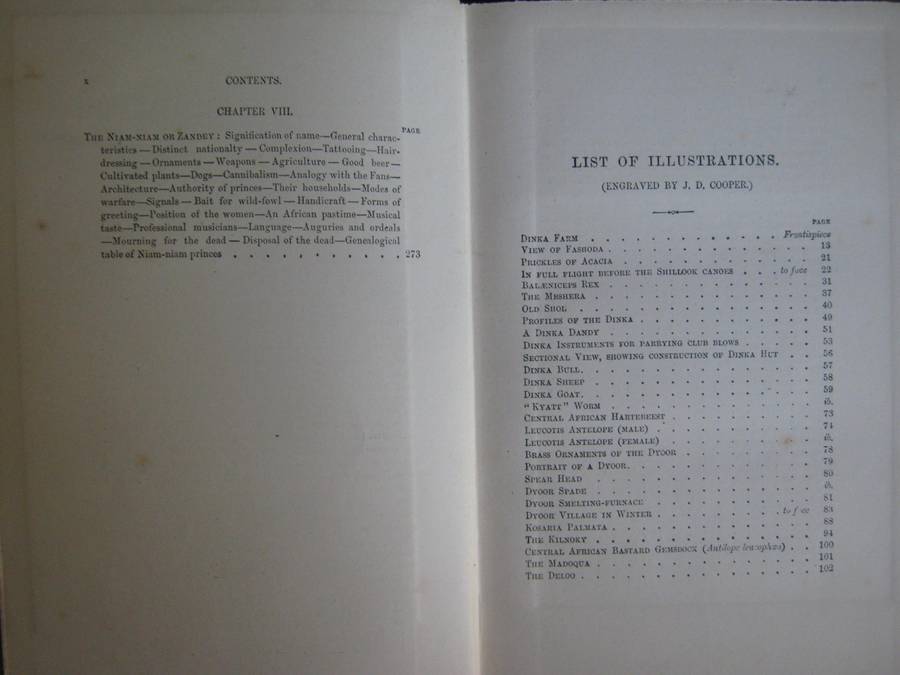 x CONTENTS.
CHAPTER VIII.
PAGE
THE NIAM-NIAM OR ZANDEY : Signification of name—General charac-
teristics—Distinct nationalty—Complexion—Tattooing—Hair-
dressing—Ornaments—Weapons—Agriculture—Good beer—
Cultivated plants—Dogs—Cannibalism—Analogy with the Fans—
Architecture—Authority of princes—Their households—Modes of
warfare—Signals—Bait for wild-fowl—Handicraft—Forms of
greeting—Position of the women—An African pastime—Musical
taste—Professional musicians—Language—Auguries and ordeals
—Mourning for the dead—Disposal of the dead—Genealogical
table of Niam-niam princes . . . . . . . . . . 273
LIST OF ILLUSTRATIONS.
(ENGRAVED BY J. D. COOPER.)
PAGE
DINKA FARM . . . . . . . . . . . . Frontispiece
VIEW OF FASHODA . . . . . . . . . . . . 13
PRICKLES OF ACACIA . . . . . . . . . . . . 21
IN FULL FLIGHT BEFORE THE SHILLOOK CANOES . . . to face 22
BALÆNICEPS REX . . . . . . . . . . . . 31
THE MESHERA . . . . . . . . . . . . 37
OLD SHOL . . . . . . . . . . . . 40
PROFILES OF THE DINKA . . . . . . . . . . . . 49
A DINKA DANDY . . . . . . . . . . . . 51
DINKA INSTRUMENTS FOR PARRYING CLUB BLOWS . . . . . 53
SECTIONAL VIEW, SHOWING CONSTRUCTION OF DINKA HUT . . 56
DINKA BULL. . . . . . . . . . . . . 57
DINKA SHEEP . . . . . . . . . . . . 58
DINKA GOAT. . . . . . . . . . . . . 59
"KYATT" WORM . . . . . . . . . . . . ib.
CENTRAL AFRICAN HARTEBEEST . . . . . . . . . . 73
LEUCOTIS ANTELOPE (MALE) . . . . . . . . . . 74
LEUCOTIS ANTELOPE (FEMALE) . . . . . . . . . . ib.
BRASS ORNAMENTS OF THE DYOOR . . . . . . . . . . 78
PORTRAIT OF A DYOOR. . . . . . . . . . . 79
SPEAR HEAD . . . . . . . . . . . . 80
DYOOR SPADE . . . . . . . . . . . . ib.
DYOOR SMELTING-FURNACE . . . . . . . . . . 81
DYOOR VILLAGE IN WINTER . . . . . . . . to face 83
KOSARIA PALMATA . . . . . . . . . . . . 88
THE KILNOKY . . . . . . . . . . . . 94
CENTRAL AFRICAN BASTARD GEMSBOCK (Antilope leucophæa) . . 100
THE MADOQUA . . . . . . . . . . . . 101
THE DELOO . . . . . . . . . . . . 102